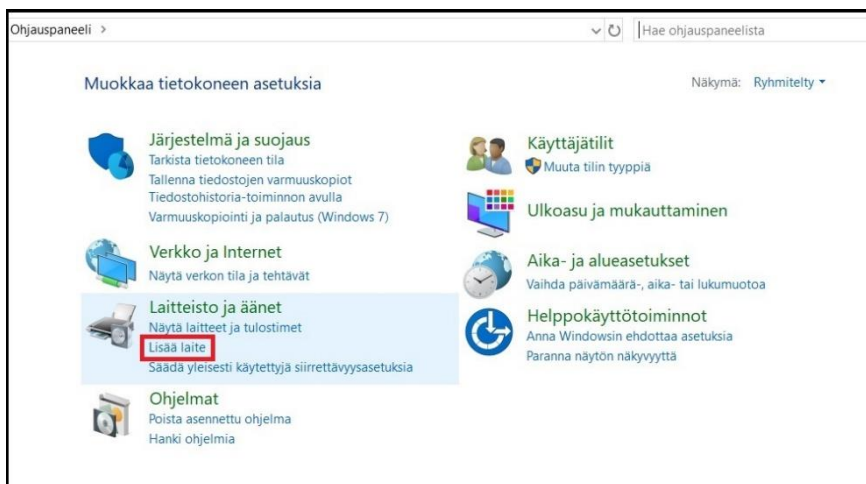 Ohjauspaneeli >
Hae ohjauspaneelista
Muokkaa tietokoneen asetuksia
Näkymä: Ryhmitelty
Järjestelmä ja suojaus
Tarkista tietokoneen tila
Tallenna tiedostojen varmuuskopiot
Tiedostohistoria-toiminnon avulla
Varmuuskopiointi ja palautus (Windows 7)
Verkko ja Internet
Näytä verkon tila ja tehtävät
Laitteisto ja äänet
Näytä laitteet ja tulostimet
Lisää laite
Säädä yleisesti käytettyjä siirrettävyysasetuksia
Ohjelmat
Poista asennettu ohjelma
Hanki ohjelmia
Käyttäjätilit
Muuta tilin tyyppiä
Ulkoasu ja mukauttaminen
Aika- ja alueasetukset
Vaihda päivämäärä-, aika- tai lukumuotoa
Helppokäyttötoiminnot
Anna Windowsin ehdottaa asetuksia
Paranna näytön näkyvyyttä